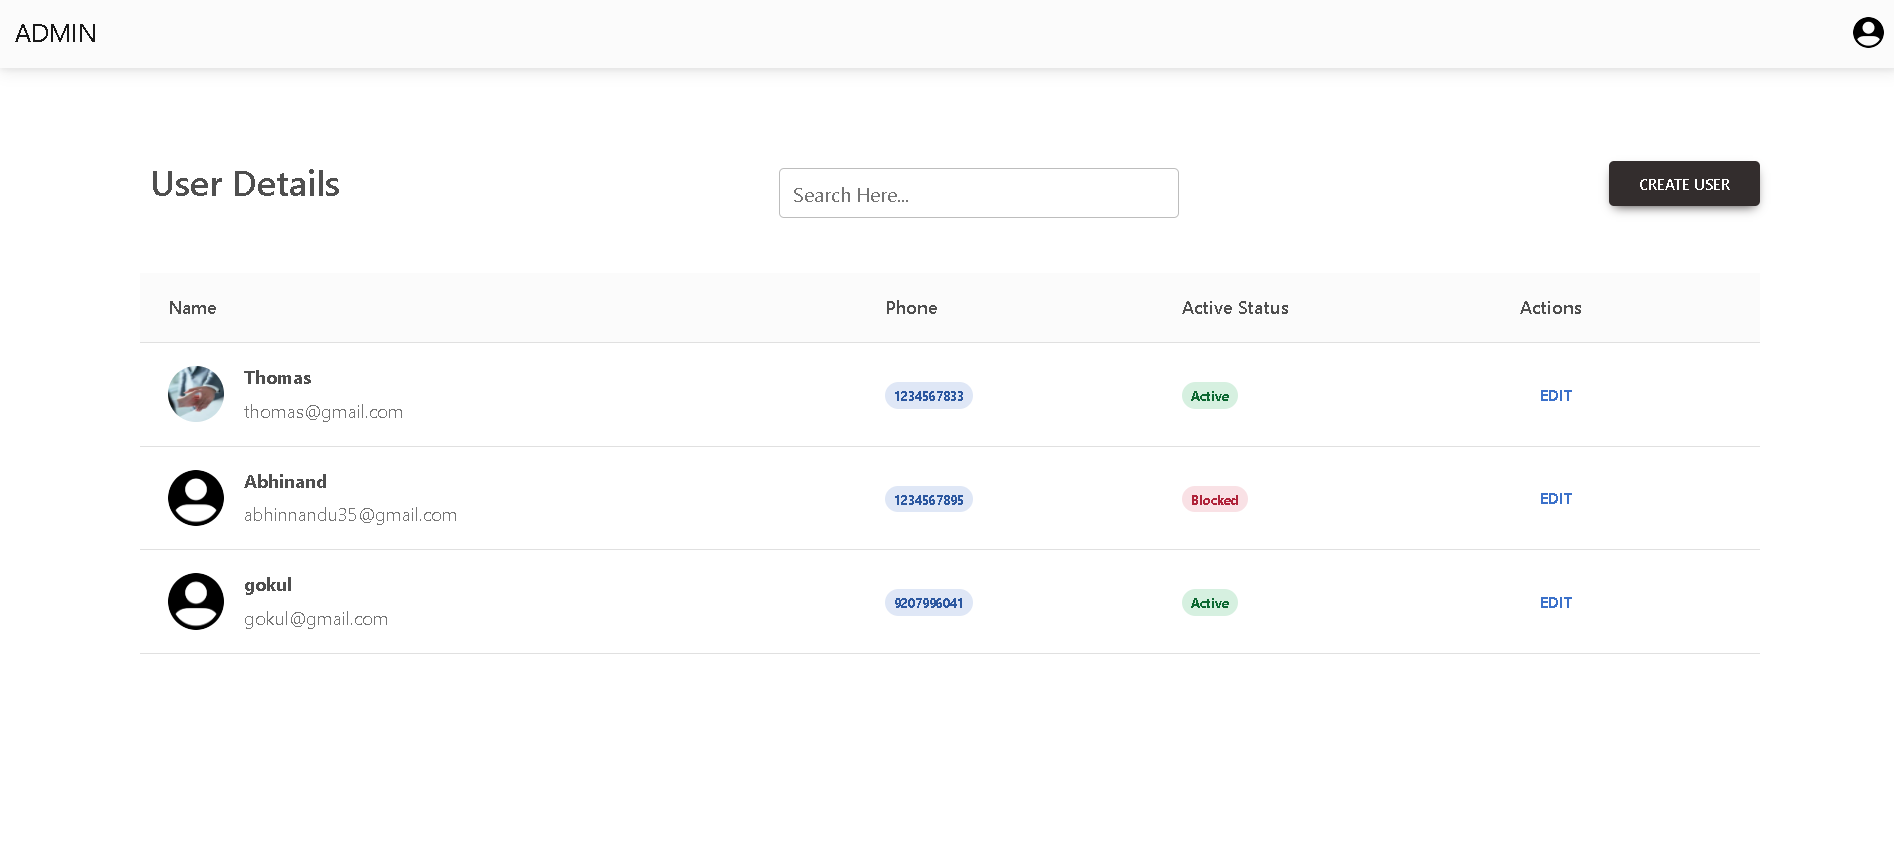 ADMIN
User Details
Search Here...
CREATE USER
Name Phone Active Status Actions
Thomas
thomas@gmail.com
1234567833 Active EDIT
Abhinand
abhinnandu35@gmail.com
1234567895 Blocked EDIT
gokul
gokul@gmail.com
9207996041 Active EDIT